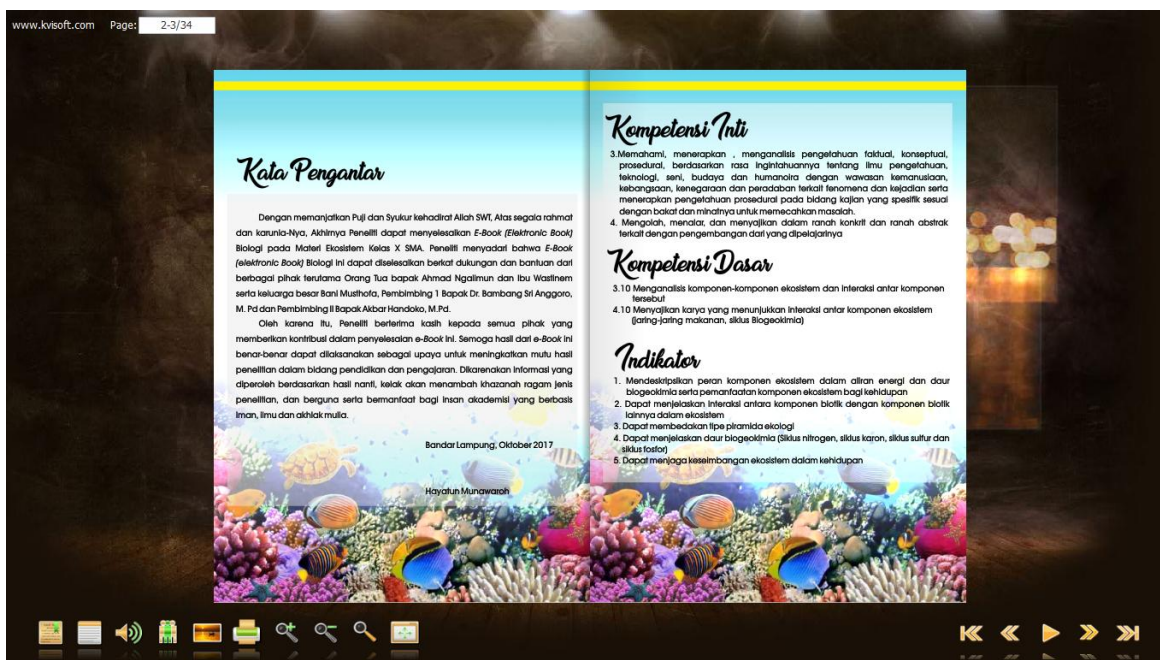 www.kvisoft.com Page: 2-3/34
Kata Pengantar
Dengan memanjatkan Puji dan Syukur kehadirat Allah SWT, Atas segala rahmat
dan karunia-Nya, Akhirnya Peneliti dapat menyelesaikan E-Book (Elektronic Book)
Biologi pada Materi Ekosistem Kelas X SMA. Peneliti menyadari bahwa E-Book
(elektronic Book) Biologi ini dapat diselesaikan berkat dukungan dan bantuan dari
berbagai pihak terutama Orang Tua bapak Ahmad Ngalimun dan Ibu Wastinem
serta keluarga besar Bani Musthofa, Pembimbing 1 Bapak Dr. Bambang Sri Anggoro,
M. Pd dan Pembimbing II Bapak Akbar Handoko, M.Pd.
Oleh karena itu, Peneliti berterima kasih kepada semua pihak yang
memberikan kontribusi dalam penyelesaian e-Book ini. Semoga hasil dari e-Book ini
benar-benar dapat dilaksanakan sebagai upaya untuk meningkatkan mutu hasil
penelitian dalam bidang pendidikan dan pengajaran. Dikarenakan informasi yang
diperoleh berdasarkan hasil nanti, kelak akan menambah khazanah ragam jenis
penelitian, dan berguna serta bermanfaat bagi insan akademisi yang berbasis
iman, ilmu dan akhlak mulia.
Bandar Lampung, Oktober 2017
Hayatun Munawaroh
Kompetensi Inti
3.Memahami, menerapkan , menganalisis pengetahuan faktual, konseptual,
prosedural, berdasarkan rasa ingintahuannya tentang ilmu pengetahuan,
teknologi, seni, budaya dan humanoira dengan wawasan kemanusiaan,
kebangsaan, kenegaraan dan peradaban terkait fenomena dan kejadian serta
menerapkan pengetahuan prosedural pada bidang kajian yang spesifik sesuai
dengan bakat dan minatnya untuk memecahkan masalah.
4. Mengolah, menalar, dan menyajikan dalam ranah konkrit dan ranah abstrak
terkait dengan pengembangan dari yang dipelajarinya
Kompetensi Dasar
3.10 Menganalisis komponen-komponen ekosistem dan interaksi antar komponen
tersebut
4.10 Menyajikan karya yang menunjukkan interaksi antar komponen ekosistem
(jaring-jaring makanan, siklus Biogeokimia)
Indikator
1. Mendeskripsikan peran komponen ekosistem dalam aliran energi dan daur
biogeokimia serta pemanfaatan komponen ekosistem bagi kehidupan
2. Dapat menjelaskan interaksi antara komponen biotik dengan komponen biotik
lainnya dalam ekosistem
3. Dapat membedakan tipe piramida ekologi
4. Dapat menjelaskan daur biogeokimia (Siklus nitrogen, siklus karon, siklus sulfur dan
siklus fosfor)
5. Dapat menjaga keseimbangan ekosistem dalam kehidupan